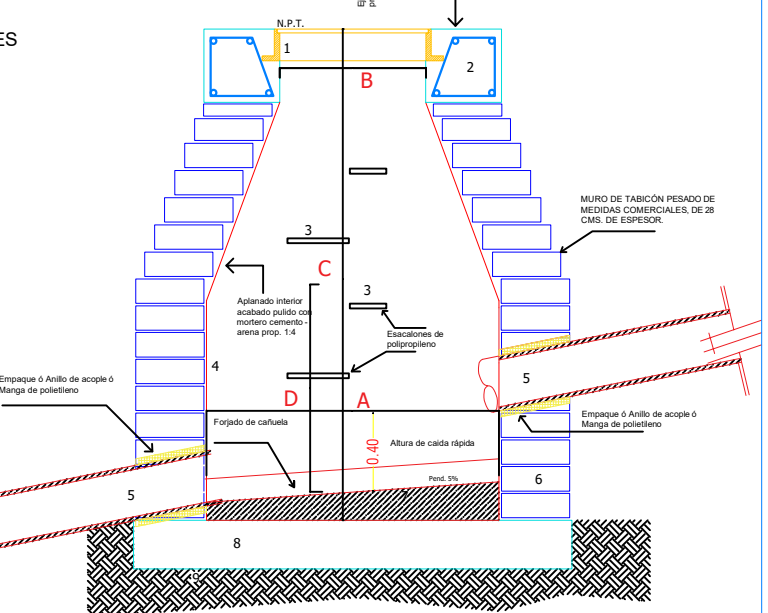 ES
N.P.T.
1
2
B
3
MURO DE TABICÓN PESADO DE
MEDIDAS COMERCIALES, DE 28
CMS. DE ESPESOR.
C
3
Aplanado interior
acabado pulido con
mortero cemento -
arena prop. 1:4
Esacalones de
polipropileno
4
5
Empaque ó Anillo de acople ó
Manga de polietileno
D
A
Empaque ó Anillo de acople ó
Manga de polietileno
Forjado de cañuela
0.40
Altura de caida rápida
Pend. 5%
6
5
7
8
9